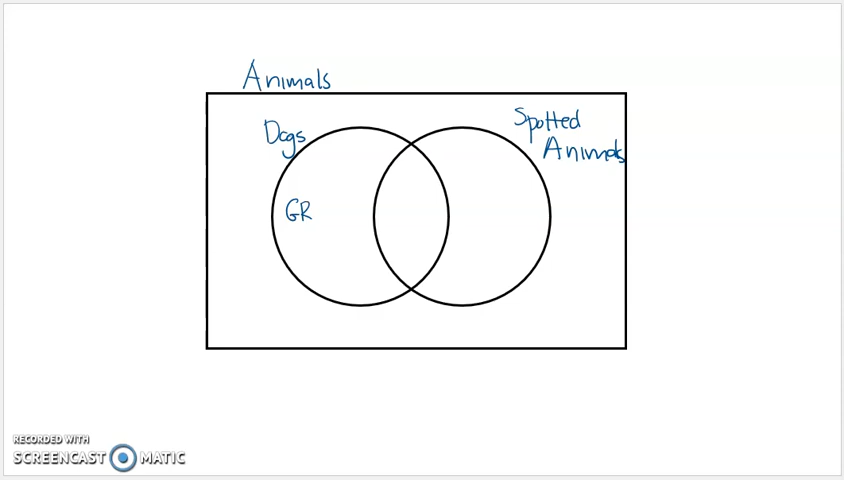 Animals
Dogs
Spotted
Animals
GR
RECORDED WITH
SCREENCAST MATIC